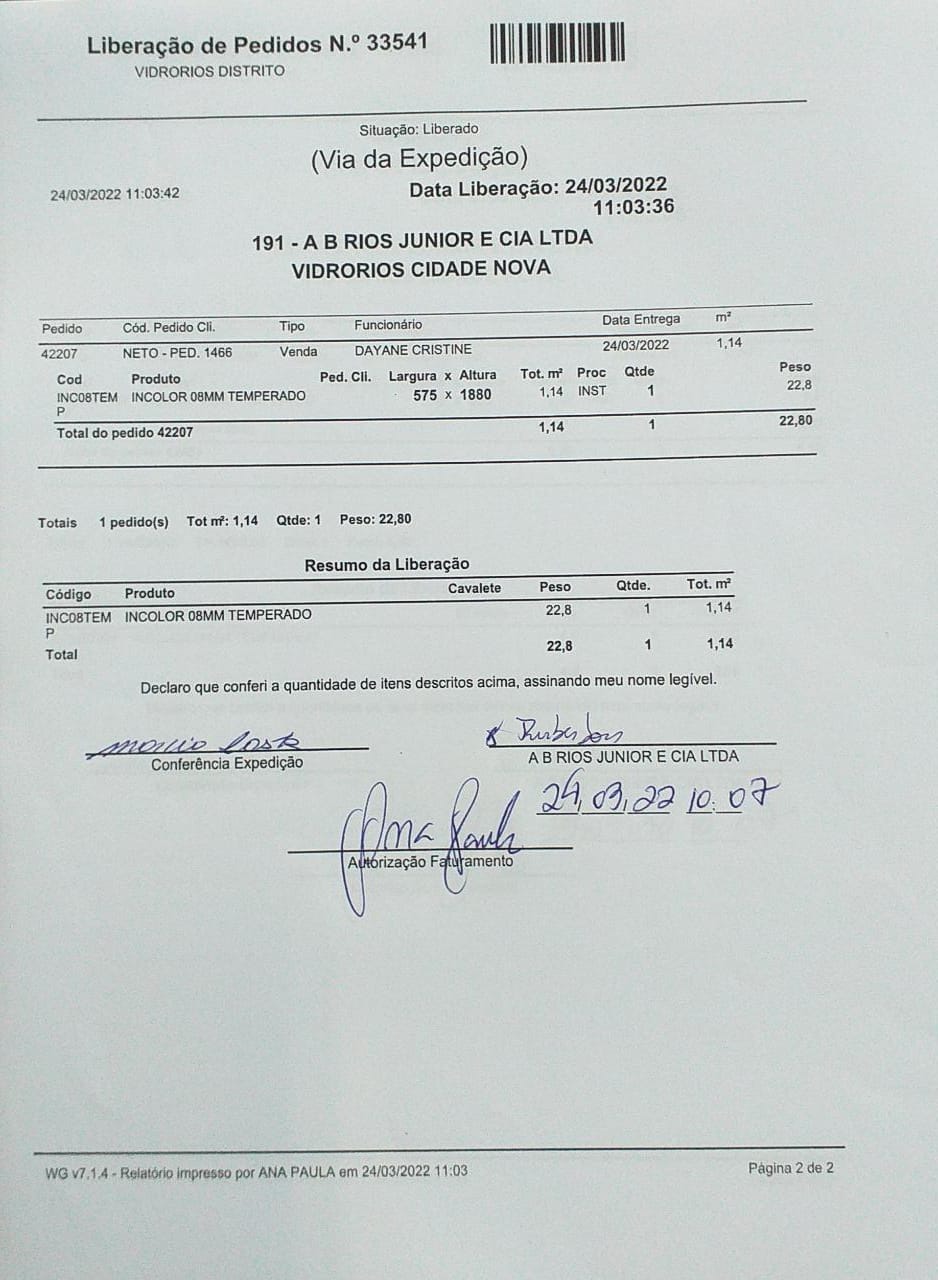 Liberação de Pedidos N.º 33541
VIDRORIOS DISTRITO
Situação: Liberado
(Via da Expedição)
24/03/2022 11:03:42
Data Liberação: 24/03/2022
11:03:36
191 - A B RIOS JUNIOR E CIA LTDA
VIDRORIOS CIDADE NOVA
Pedido Cód. Pedido Cli. Tipo Funcionário Data Entrega m²
42207 NETO - PED. 1466 Venda DAYANE CRISTINE 24/03/2022 1,14
Cod Produto Ped. Cli. Largura x Altura Tot. m² Proc Qtde Peso
INC08TEM INCOLOR 08MM TEMPERADO 575 x 1880 1,14 INST 1 22,8
P
Total do pedido 42207 1,14 1 22,80
Totais 1 pedido(s) Tot m²: 1,14 Qtde: 1 Peso: 22,80
Resumo da Liberação
Código Produto Cavalete Peso Qtde. Tot. m²
INC08TEM INCOLOR 08MM TEMPERADO 22,8 1 1,14
P
Total 22,8 1 1,14
Declaro que conferi a quantidade de itens descritos acima, assinando meu nome legível.
Conferência Expedição
A B RIOS JUNIOR E CIA LTDA
24,03,22 10:07
Ana Paula
Autorização Faturamento
WG v7.1.4 - Relatório impresso por ANA PAULA em 24/03/2022 11:03
Página 2 de 2